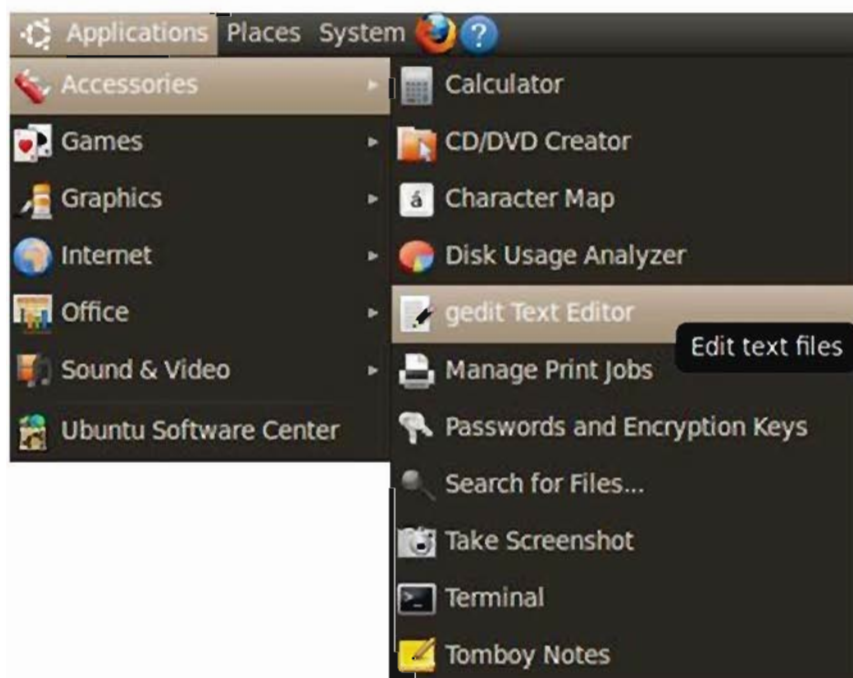 Applications Places System
Accessories
Games
Graphics
Internet
Office
Sound & Video
Ubuntu Software Center
Calculator
CD/DVD Creator
Character Map
Disk Usage Analyzer
gedit Text Editor
Edit text files
Manage Print Jobs
Passwords and Encryption Keys
Search for Files...
Take Screenshot
Terminal
Tomboy Notes